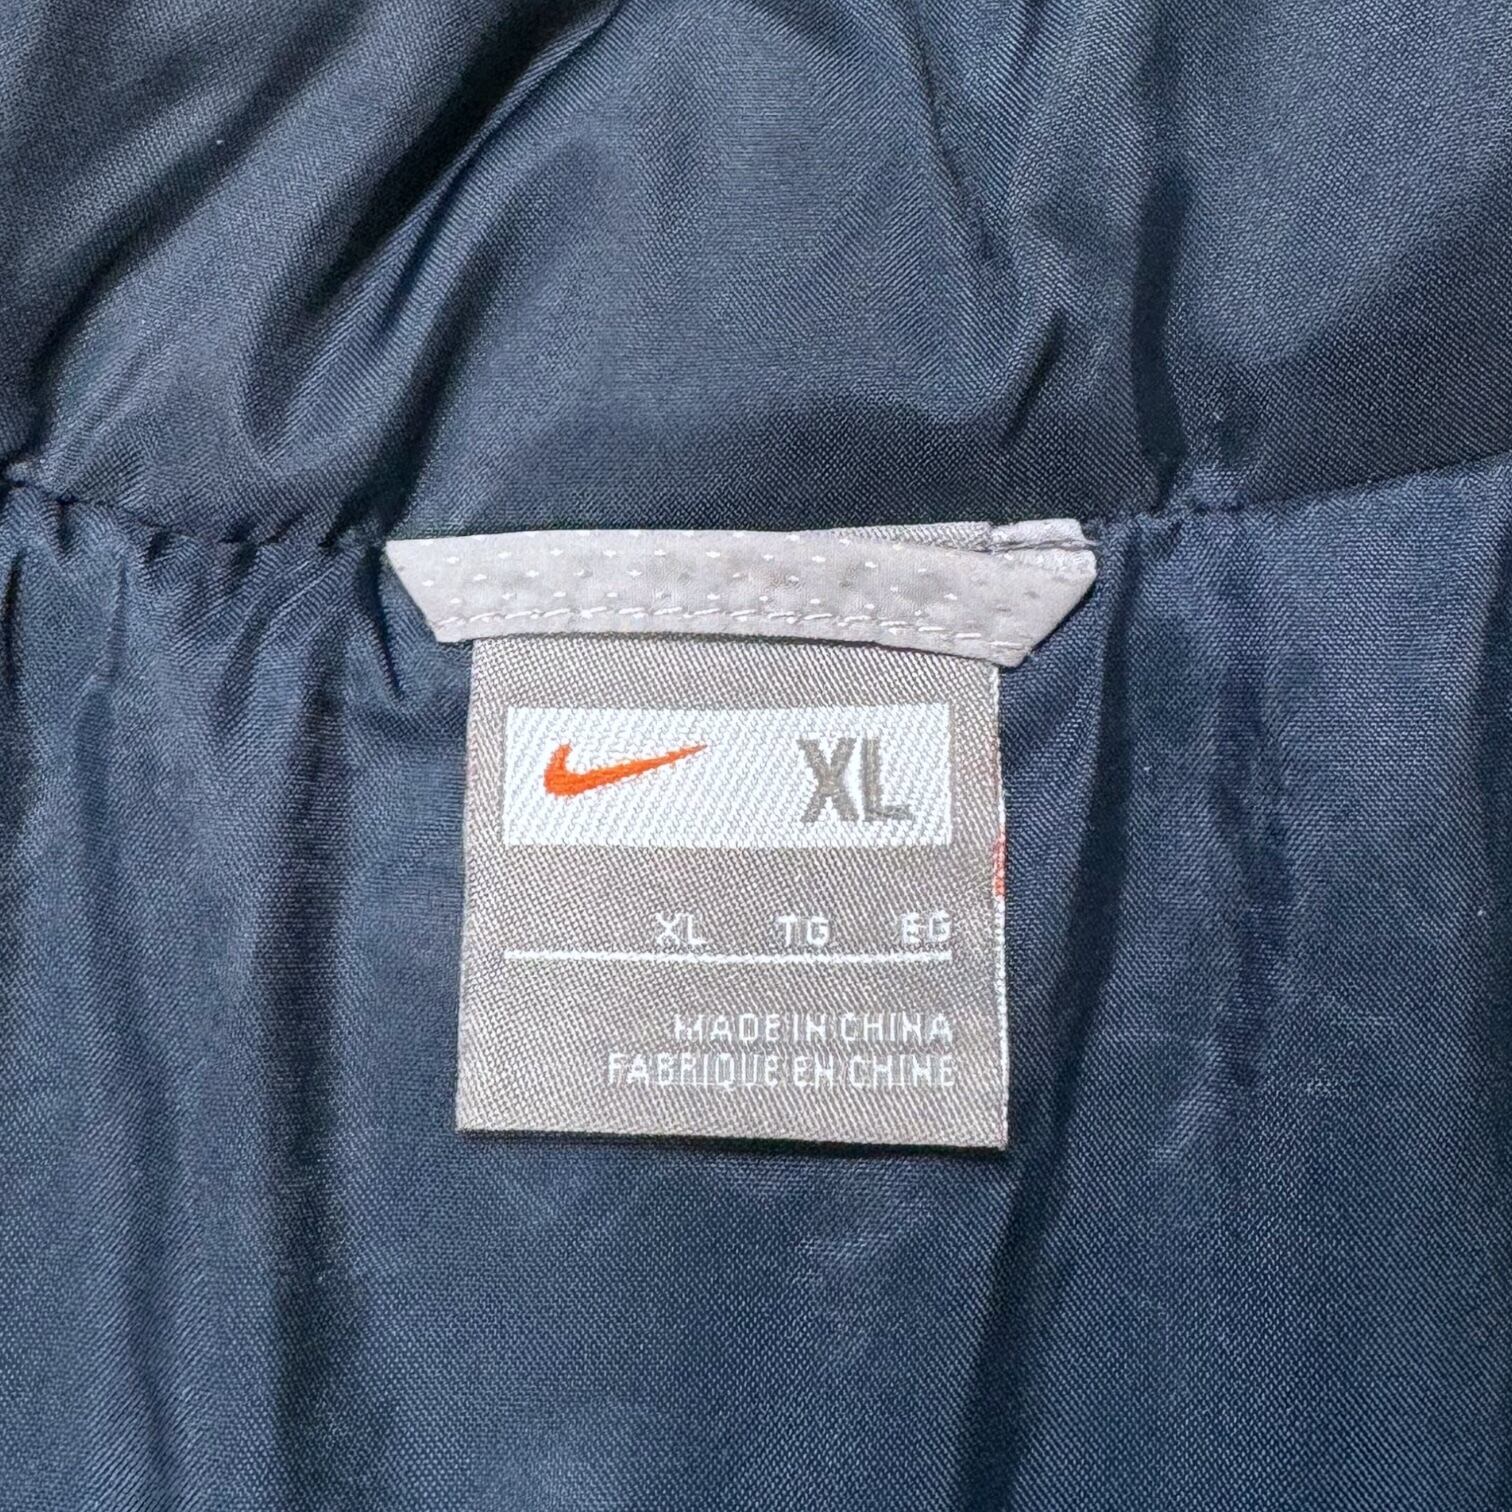 XL
XL TG EG
MADE IN CHINA
FABRIQUE EN CHINE